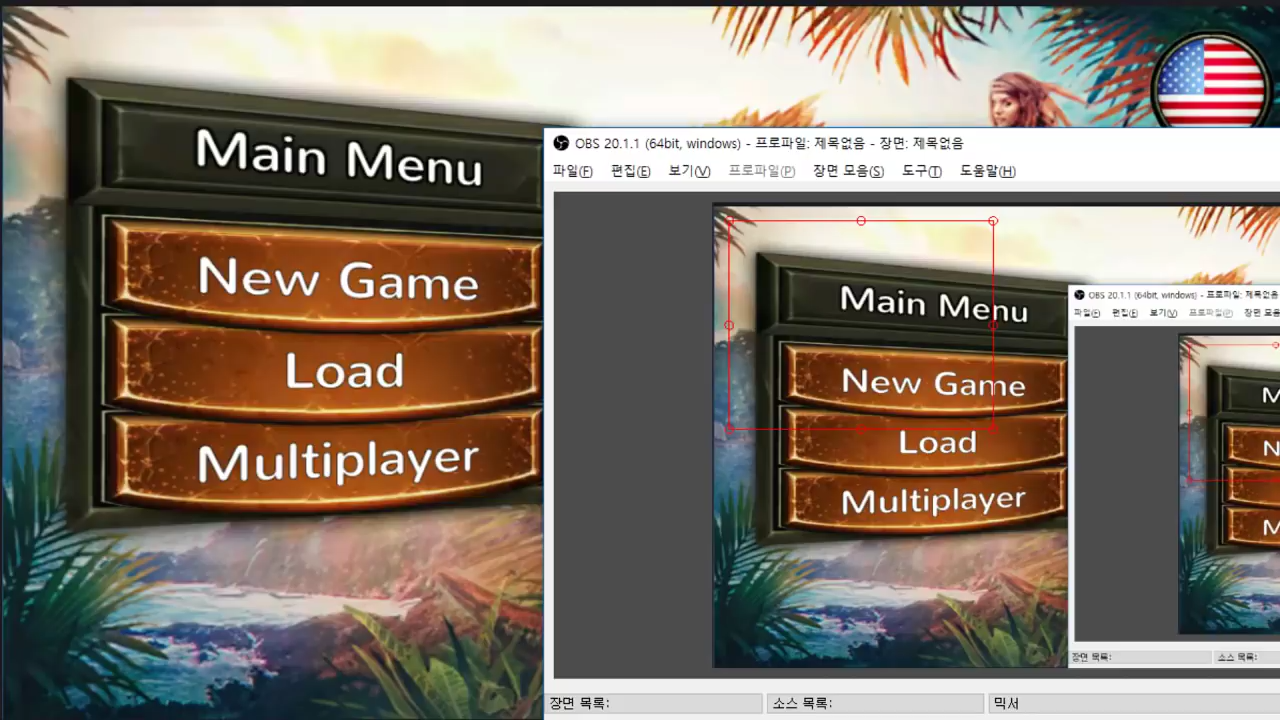 Main Menu
New Game
Load
Multiplayer
OBS 20.1.1 (64bit, windows) - 프로파일: 제목없음 - 장면: 제목없음
파일(F) 편집(E) 보기(V) 프로파일(P) 장면 모음(S) 도구(T) 도움말(H)
Main Menu
New Game
Load
Multiplayer
OBS 20.1.1 (64bit, windows) - 프로파일: 제목없음
파일(F) 편집(E) 보기(V) 프로파일(P) 장면 모음
M
N
M
장면 목록: 소스 목록:
장면 목록: 소스 목록: 믹서